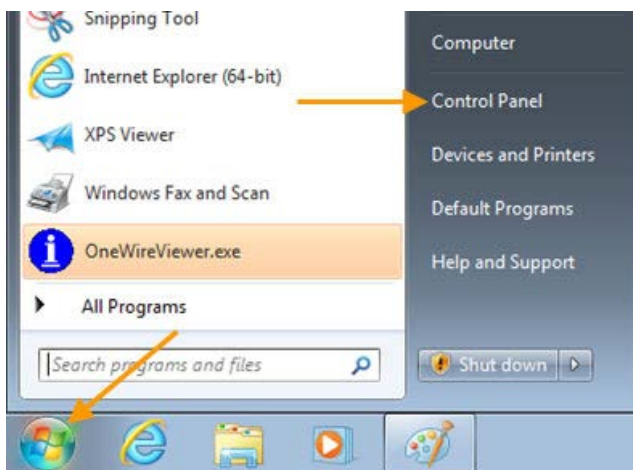 Snipping Tool
Internet Explorer (64-bit)
XPS Viewer
Windows Fax and Scan
OneWireViewer.exe
All Programs
Search programs and files
Computer
Control Panel
Devices and Printers
Default Programs
Help and Support
Shut down